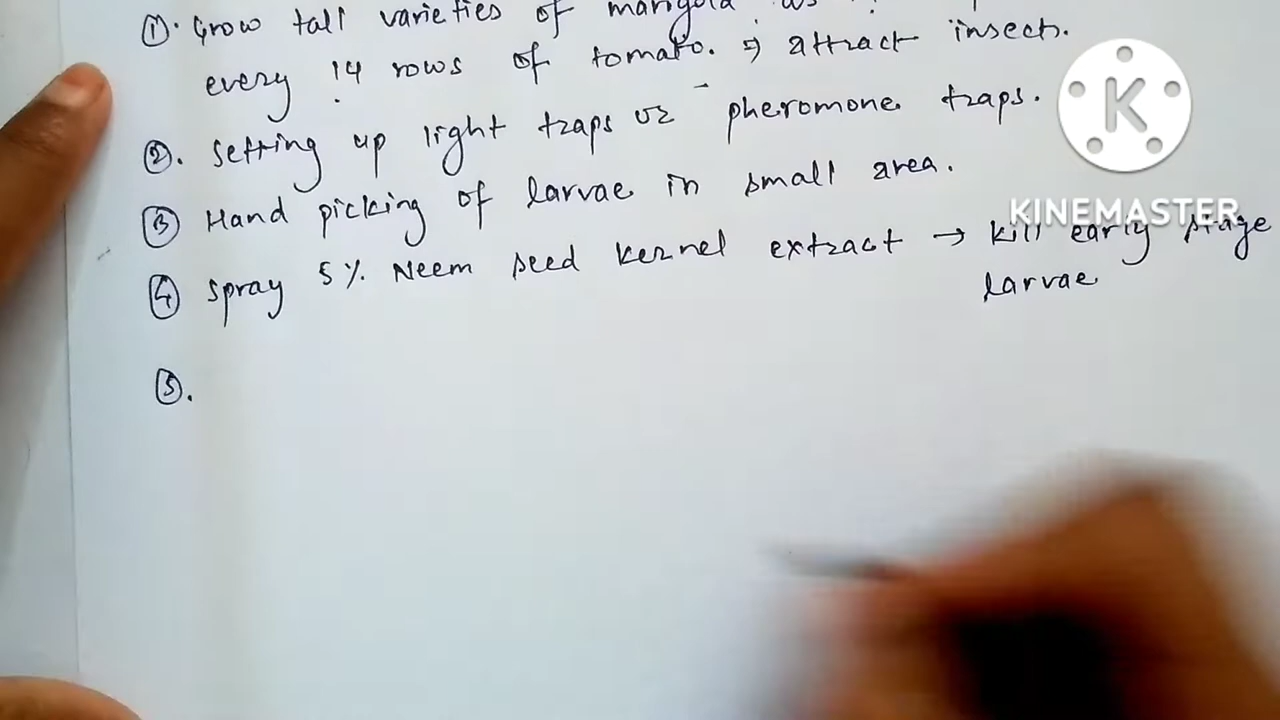 ①. Grow tall varieties of marigold as
every 14 rows of tomato. ⇒ attract insects.
②. Setting up light traps or pheromone traps.
③ Hand picking of larvae in small area.
④ Spray 5% Neem seed kernel extract → kill early stage
larvae
⑤.
K
KINEMASTER